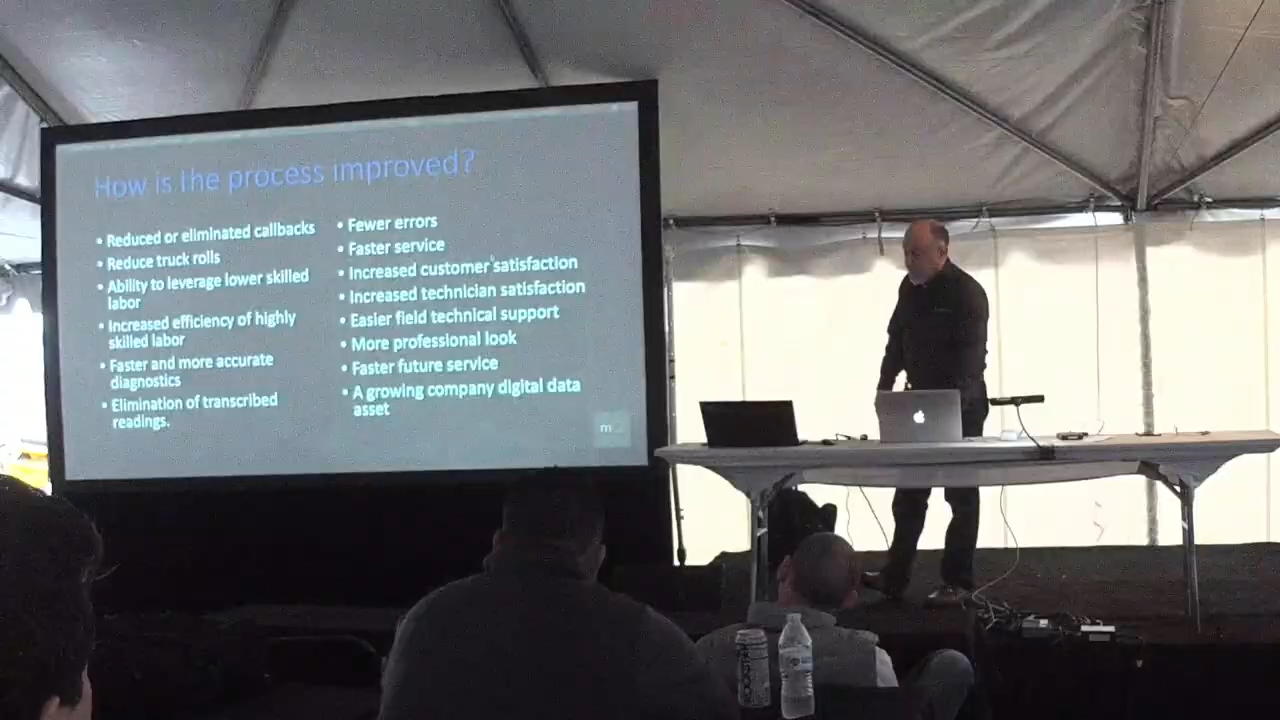 How is the process improved?
• Reduced or eliminated callbacks
• Reduce truck rolls
• Ability to leverage lower skilled
labor
• Increased efficiency of highly
skilled labor
• Faster and more accurate
diagnostics
• Elimination of transcribed
readings.
• Fewer errors
• Faster service
• Increased customer satisfaction
• Increased technician satisfaction
• Easier field technical support
• More professional look
• Faster future service
• A growing company digital data
asset